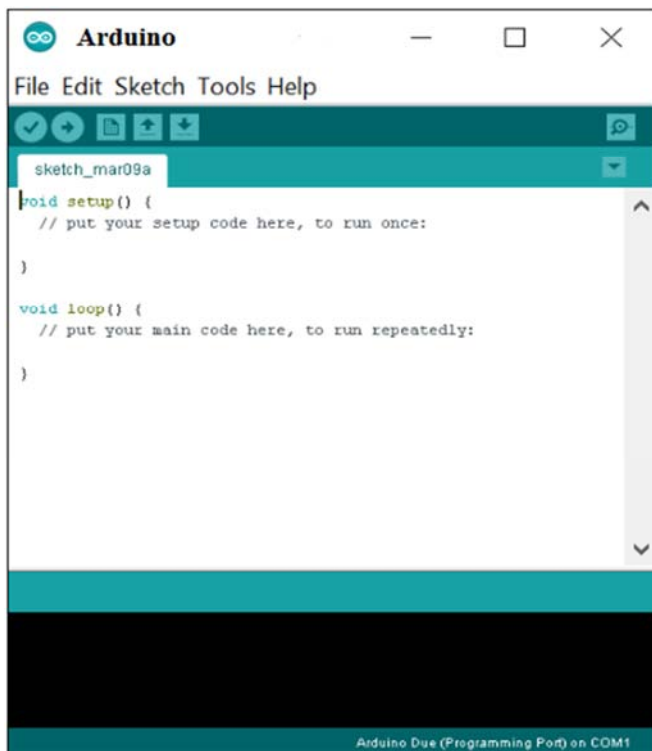 Arduino
File Edit Sketch Tools Help
sketch_mar09a
void setup() {
  // put your setup code here, to run once:
}
void loop() {
  // put your main code here, to run repeatedly:
}
Arduino Due (Programming Port) on COM1